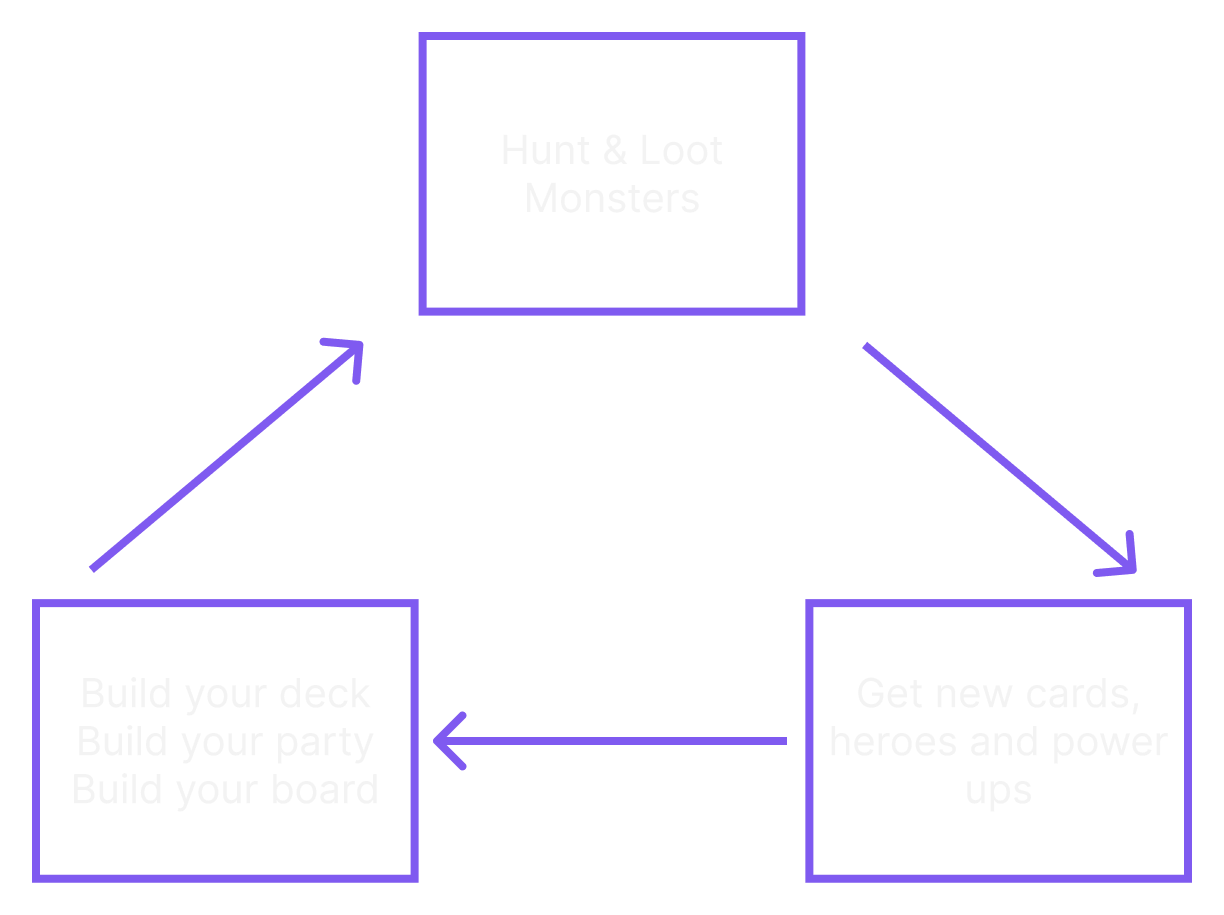 Hunt & Loot
Monsters
Build your deck
Build your party
Build your board
Get new cards,
heroes and power
ups